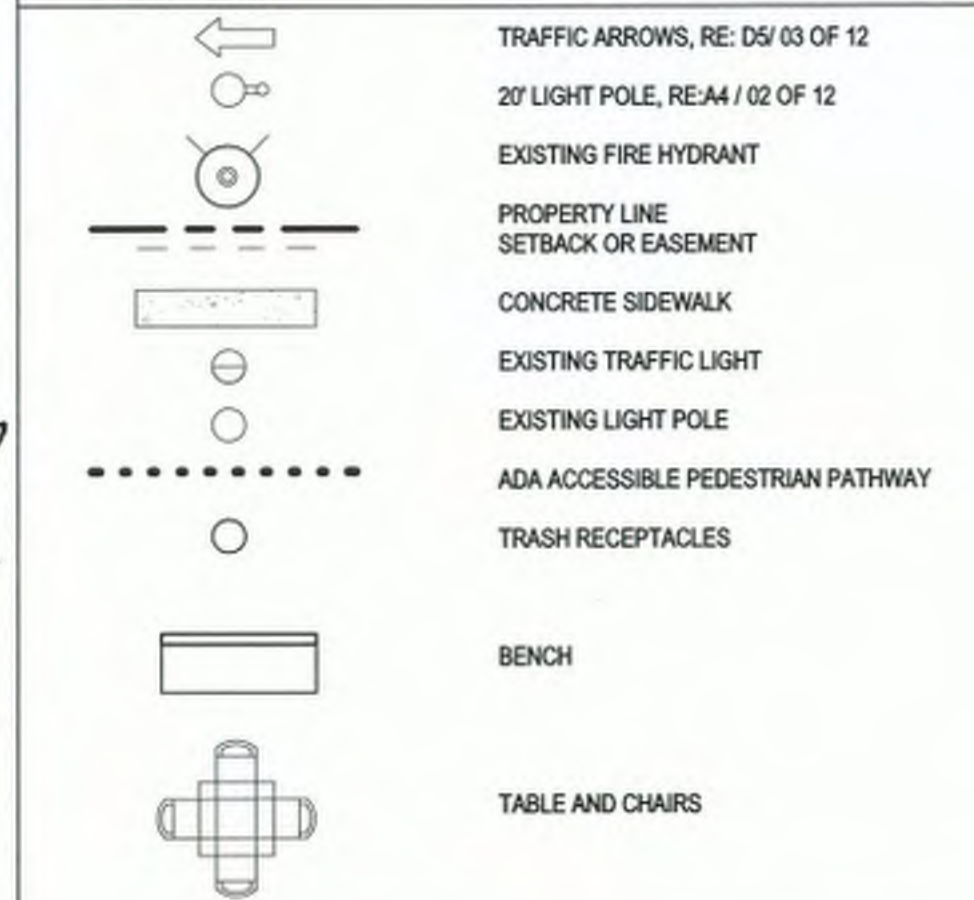 TRAFFIC ARROWS, RE: D5/ 03 OF 12
20' LIGHT POLE, RE:A4 / 02 OF 12
EXISTING FIRE HYDRANT
PROPERTY LINE
SETBACK OR EASEMENT
CONCRETE SIDEWALK
EXISTING TRAFFIC LIGHT
EXISTING LIGHT POLE
ADA ACCESSIBLE PEDESTRIAN PATHWAY
TRASH RECEPTACLES
BENCH
TABLE AND CHAIRS